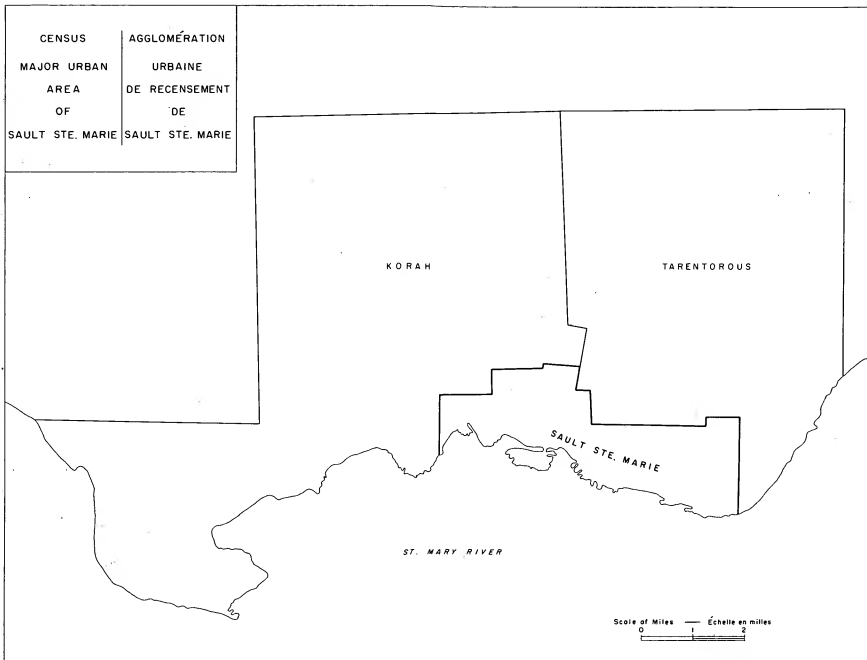 CENSUS
MAJOR URBAN
AREA
OF
SAULT STE. MARIE
AGGLOMÉRATION
URBAINE
DE RECENSEMENT
DE
SAULT STE. MARIE
KORAH
TARENTOROUS
SAULT STE. MARIE
ST. MARY RIVER
Scale of Miles — Échelle en milles
0 1 2